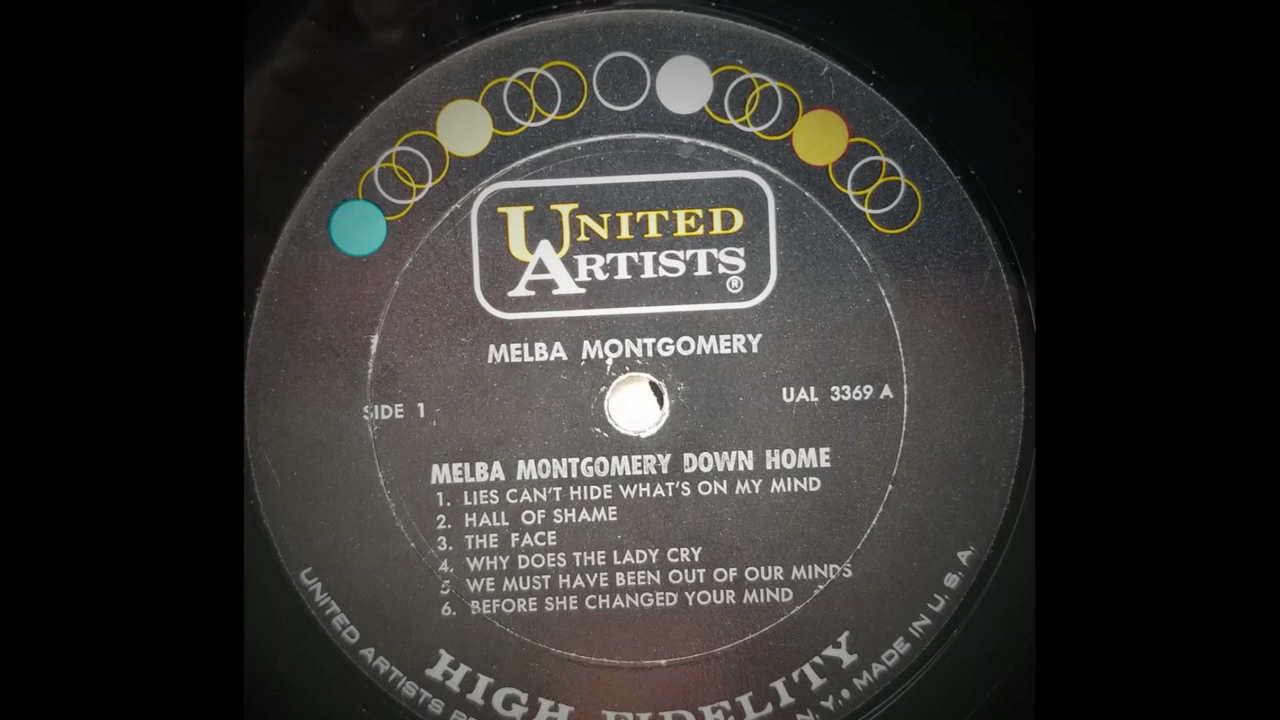 UNITED
ARTISTS®
MELBA MONTGOMERY
SIDE 1
UAL 3369 A
MELBA MONTGOMERY DOWN HOME
1. LIES CAN'T HIDE WHAT'S ON MY MIND
2. HALL OF SHAME
3. THE FACE
4. WHY DOES THE LADY CRY
5 WE MUST HAVE BEEN OUT OF OUR MINDS
6. BEFORE SHE CHANGED YOUR MIND
HIGH FIDELITY
UNITED ARTISTS N. Y. • MADE IN U. S. A.